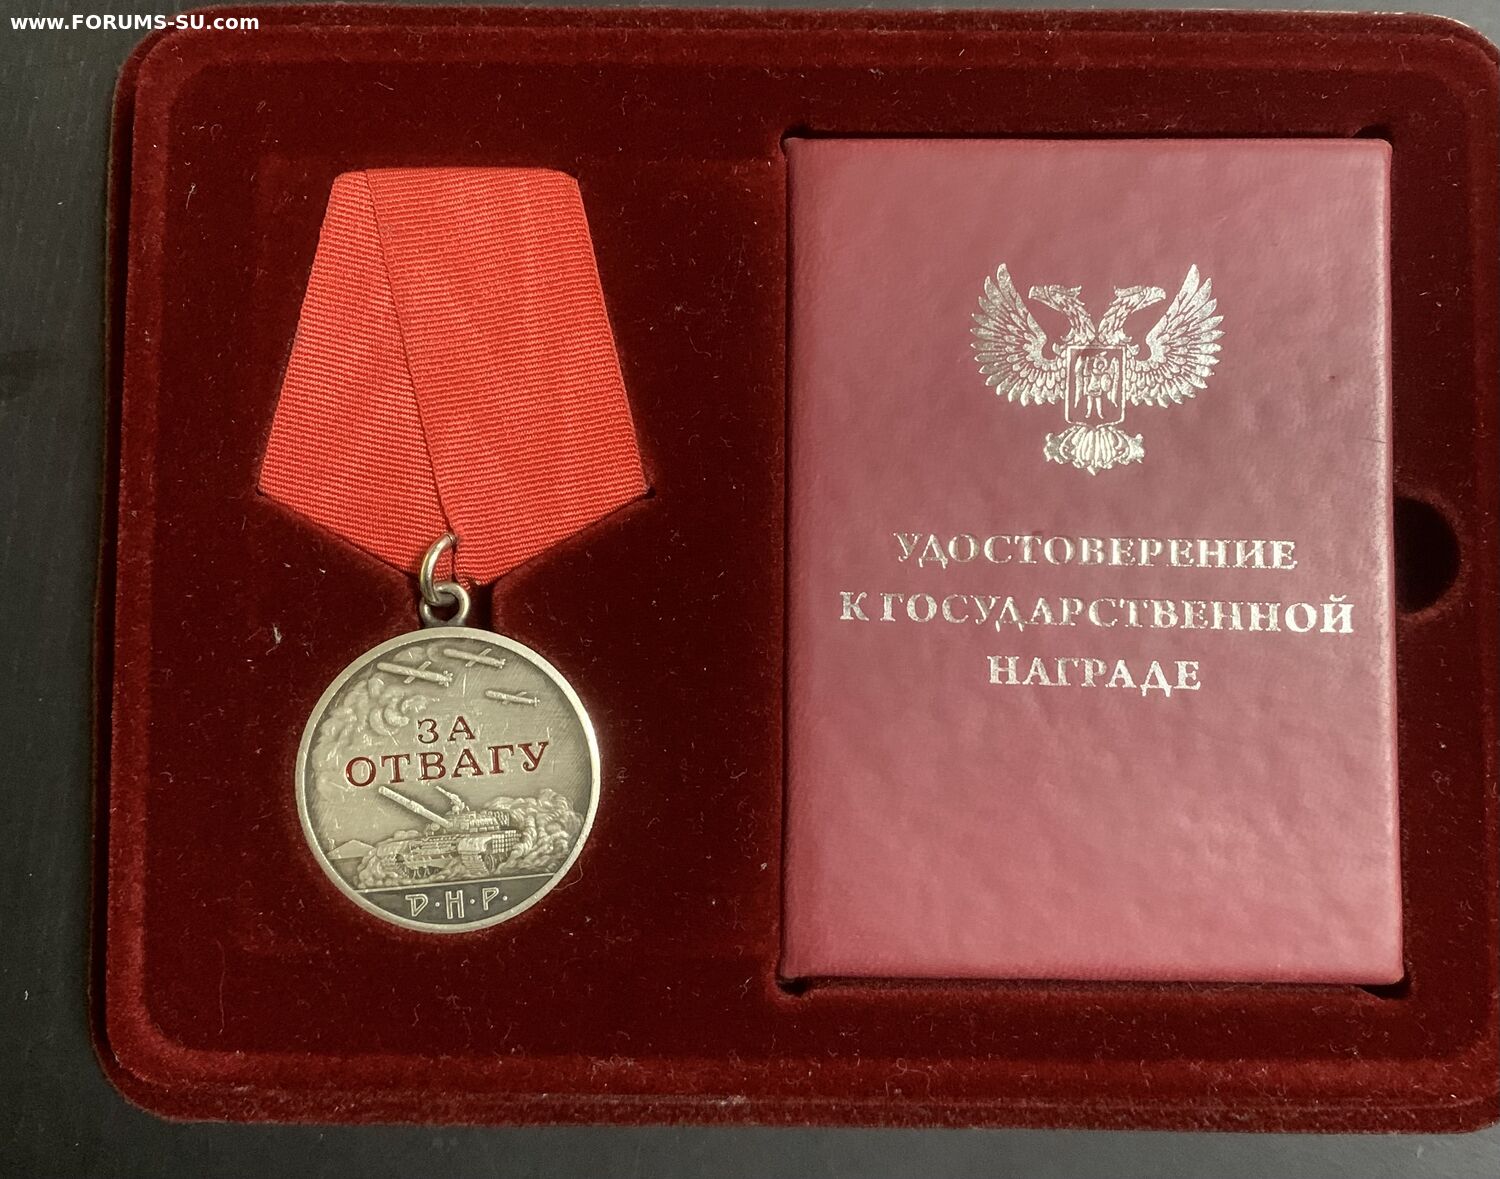 www.FORUMS-SU.com
ЗА
ОТВАГУ
Д·Н·Р·
УДОСТОВЕРЕНИЕ
К ГОСУДАРСТВЕННОЙ
НАГРАДЕ